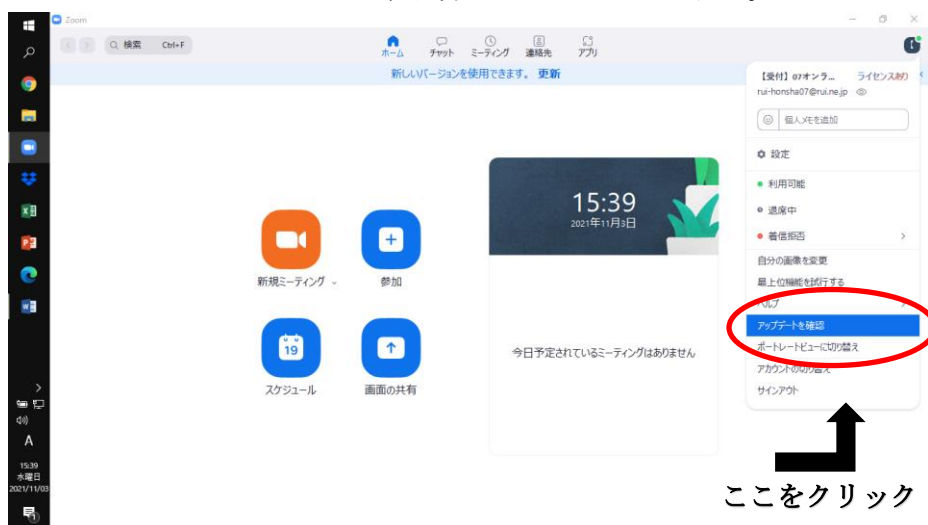 Zoom
検索 Ctrl+F
ホーム チャット ミーティング 連絡先 アプリ
新しいバージョンを使用できます。 更新
【受付】07オンラ... ライセンスあり
rui-honsha07@rui.ne.jp
個人メモを追加
設定
利用可能
退席中
着信拒否
自分の画像を変更
最上位機能を試行する
ヘルプ
アップデートを確認
ポートレートビューに切り替え
アカウントの切り替え
サインアウト
15:39
2021年11月3日
新規ミーティング 参加
19
スケジュール 画面の共有
今日予定されているミーティングはありません
A
15:39
水曜日
2021/11/03
ここをクリック